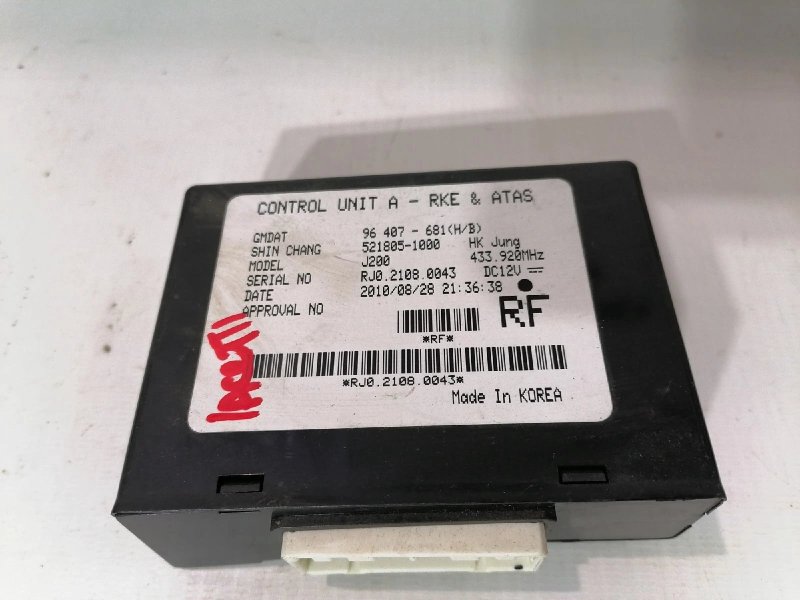 CONTROL UNIT A - RKE & ATAS
GMDAT 96 407 - 681(H/B)
SHIN CHANG 521805-1000 HK Jung
MODEL J200 433.920MHz
SERIAL NO RJ0.2108.0043 DC12V
DATE 2010/08/28 21:36:38
APPROVAL NO
RF
*RF*
*RJ0.2108.0043*
Made In KOREA